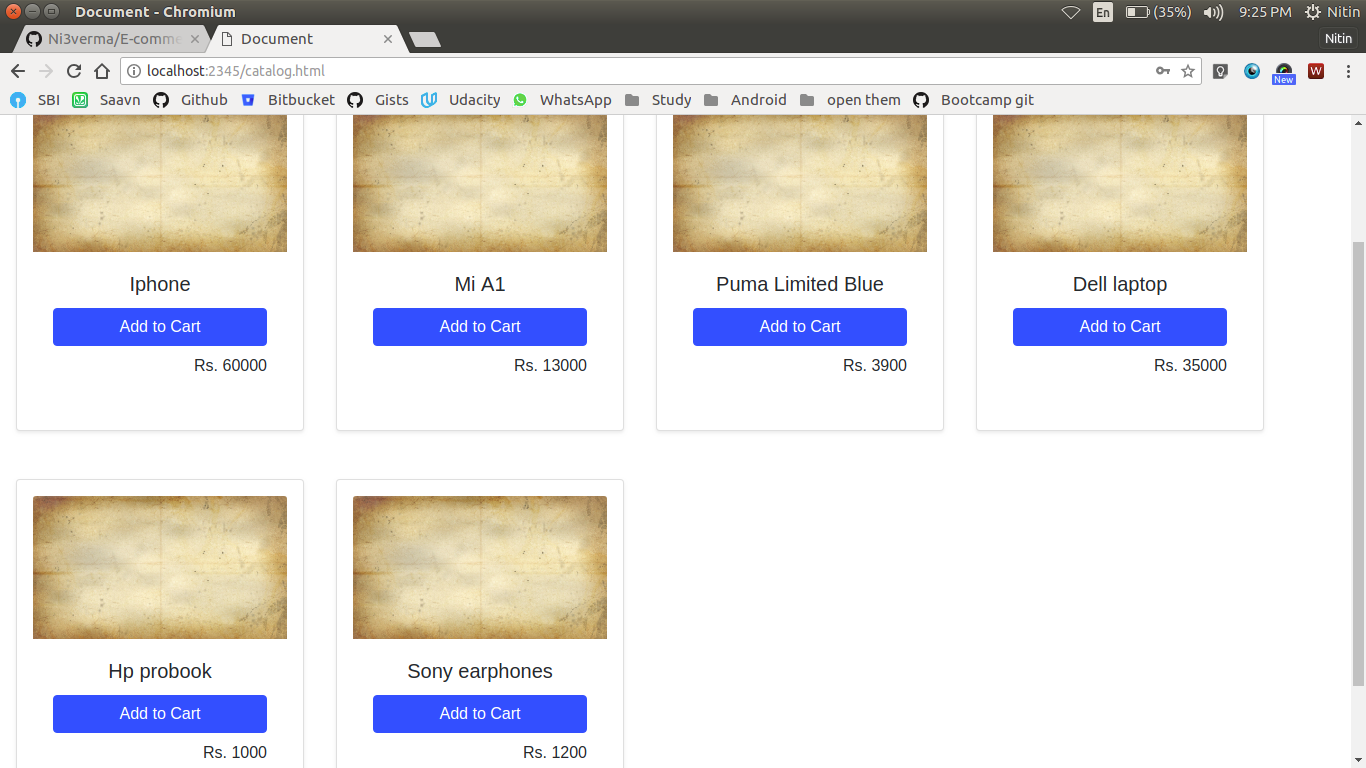 Document - Chromium
En
(35%)
9:25 PM
Nitin
Ni3verma/E-comme
Document
Nitin
localhost:2345/catalog.html
W
New
SBI
Saavn
Github
Bitbucket
Gists
Udacity
WhatsApp
Study
Android
open them
Bootcamp git
Iphone
Mi A1
Puma Limited Blue
Dell laptop
Add to Cart
Add to Cart
Add to Cart
Add to Cart
Rs. 60000
Rs. 13000
Rs. 3900
Rs. 35000
Hp probook
Sony earphones
Add to Cart
Add to Cart
Rs. 1000
Rs. 1200